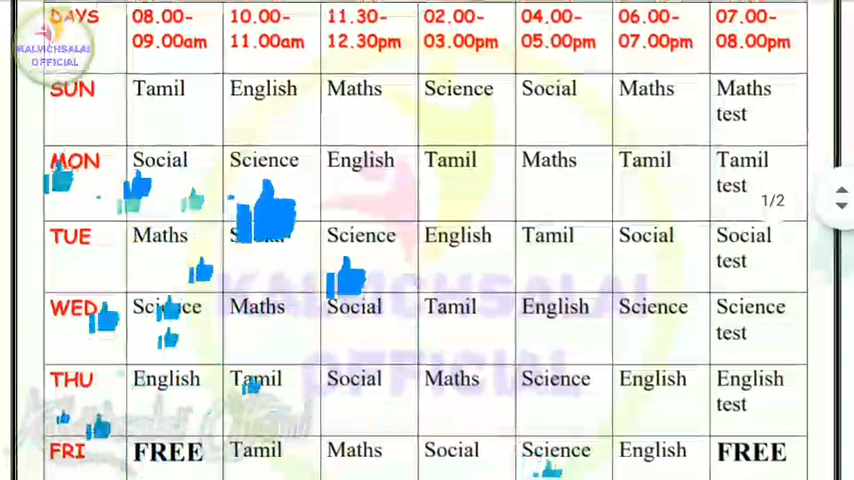 DAYS 08.00- 10.00- 11.30- 02.00- 04.00- 06.00- 07.00-
09.00am 11.00am 12.30pm 03.00pm 05.00pm 07.00pm 08.00pm
KALVICHSALAI
OFFICIAL
SUN Tamil English Maths Science Social Maths Maths
test
MON Social Science English Tamil Maths Tamil Tamil
test
1/2
TUE Maths Science English Tamil Social Social
test
KALVICHSALAI
WED Science Maths Social Tamil English Science Science
test
OFFICIAL
THU English Tamil Social Maths Science English English
test
FRI FREE Tamil Maths Social Science English FREE